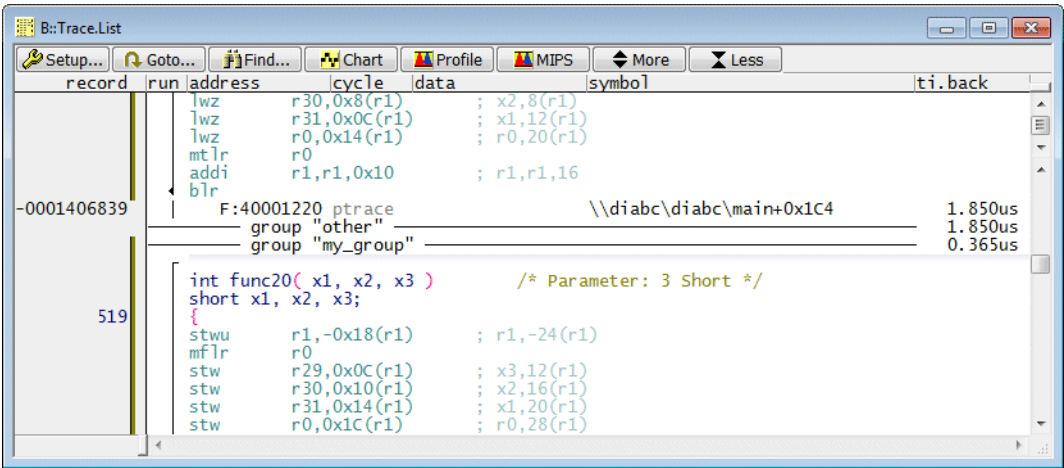 B::Trace.List
Setup... Goto... Find... Chart Profile MIPS More Less
record run address cycle data symbol ti.back
lwz r30,0x8(r1) ; x2,8(r1)
lwz r31,0x0C(r1) ; x1,12(r1)
lwz r0,0x14(r1) ; r0,20(r1)
mtlr r0
addi r1,r1,0x10 ; r1,r1,16
blr
-0001406839 F:40001220 ptrace \\diabc\diabc\main+0x1C4 1.850us
group "other" 1.850us
group "my_group" 0.365us
int func20( x1, x2, x3 ) /* Parameter: 3 Short */
short x1, x2, x3;
519 {
stwu r1,-0x18(r1) ; r1,-24(r1)
mflr r0
stw r29,0x0C(r1) ; x3,12(r1)
stw r30,0x10(r1) ; x2,16(r1)
stw r31,0x14(r1) ; x1,20(r1)
stw r0,0x1C(r1) ; r0,28(r1)